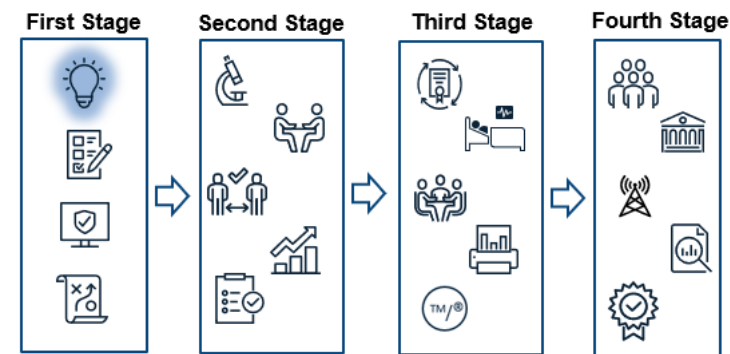 First Stage
Second Stage
Third Stage
Fourth Stage
TM/®